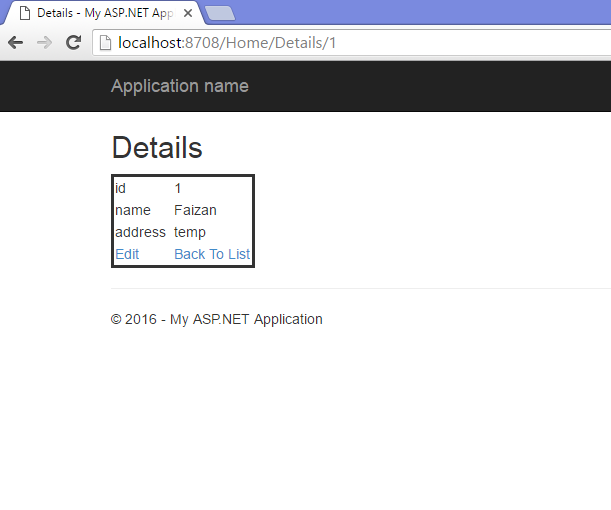 Details - My ASP.NET App
localhost:8708/Home/Details/1
Application name
Details
id 1
name Faizan
address temp
Edit Back To List
© 2016 - My ASP.NET Application